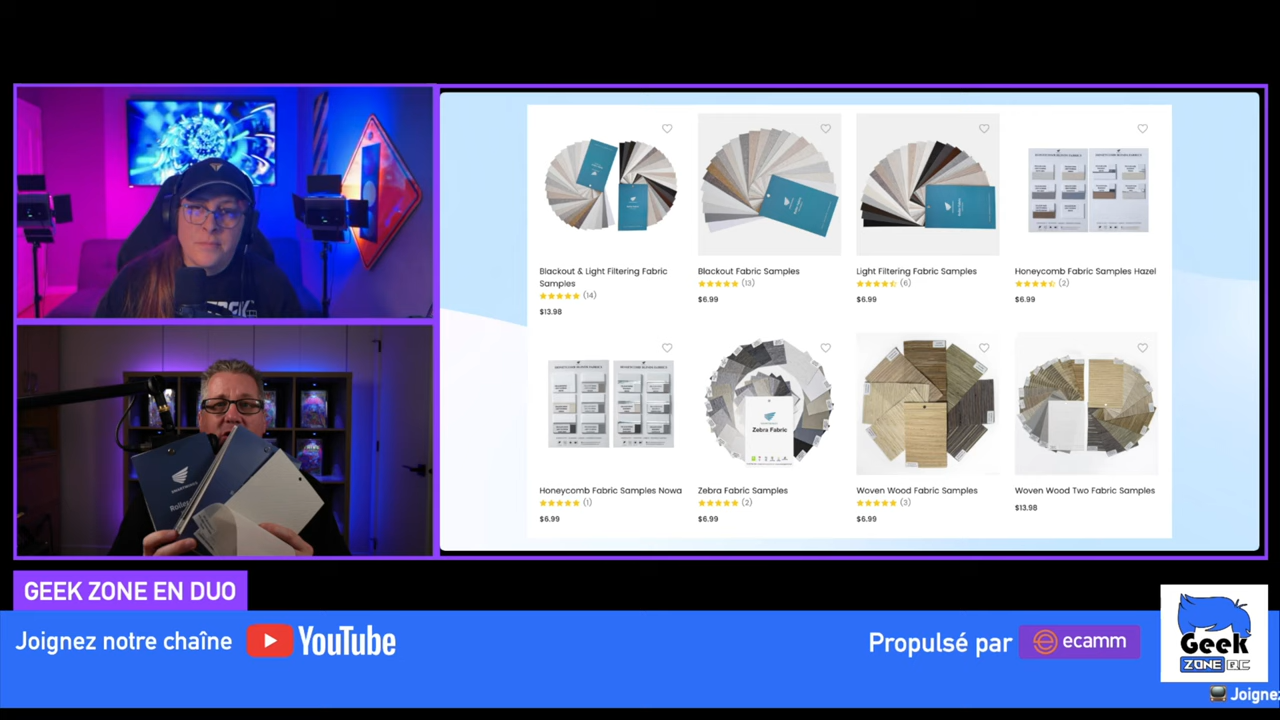 Blackout & Light Filtering Fabric
Samples
(14)
$13.98
Blackout Fabric Samples
(13)
$6.99
Light Filtering Fabric Samples
(6)
$6.99
Honeycomb Fabric Samples Hazel
(2)
$6.99
Zebra Fabric
Honeycomb Fabric Samples Nowa
(1)
$6.99
Zebra Fabric Samples
(2)
$6.99
Woven Wood Fabric Samples
(3)
$6.99
Woven Wood Two Fabric Samples
$13.98
GEEK ZONE EN DUO
Joignez notre chaîne YouTube
Propulsé par ecamm
Geek
ZONE QC